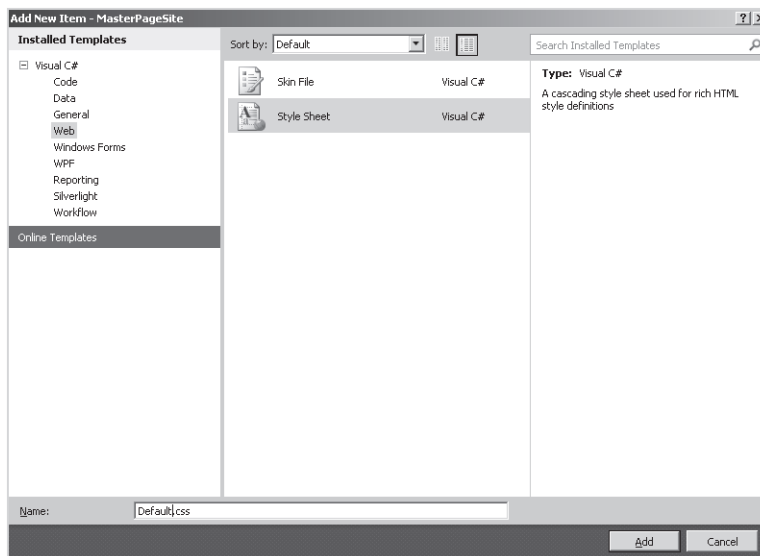 Add New Item - MasterPageSite
Installed Templates
Visual C#
Code
Data
General
Web
Windows Forms
WPF
Reporting
Silverlight
Workflow
Online Templates
Sort by: Default
Skin File Visual C#
Style Sheet Visual C#
Search Installed Templates
Type: Visual C#
A cascading style sheet used for rich HTML
style definitions
Name: Default.css
Add Cancel